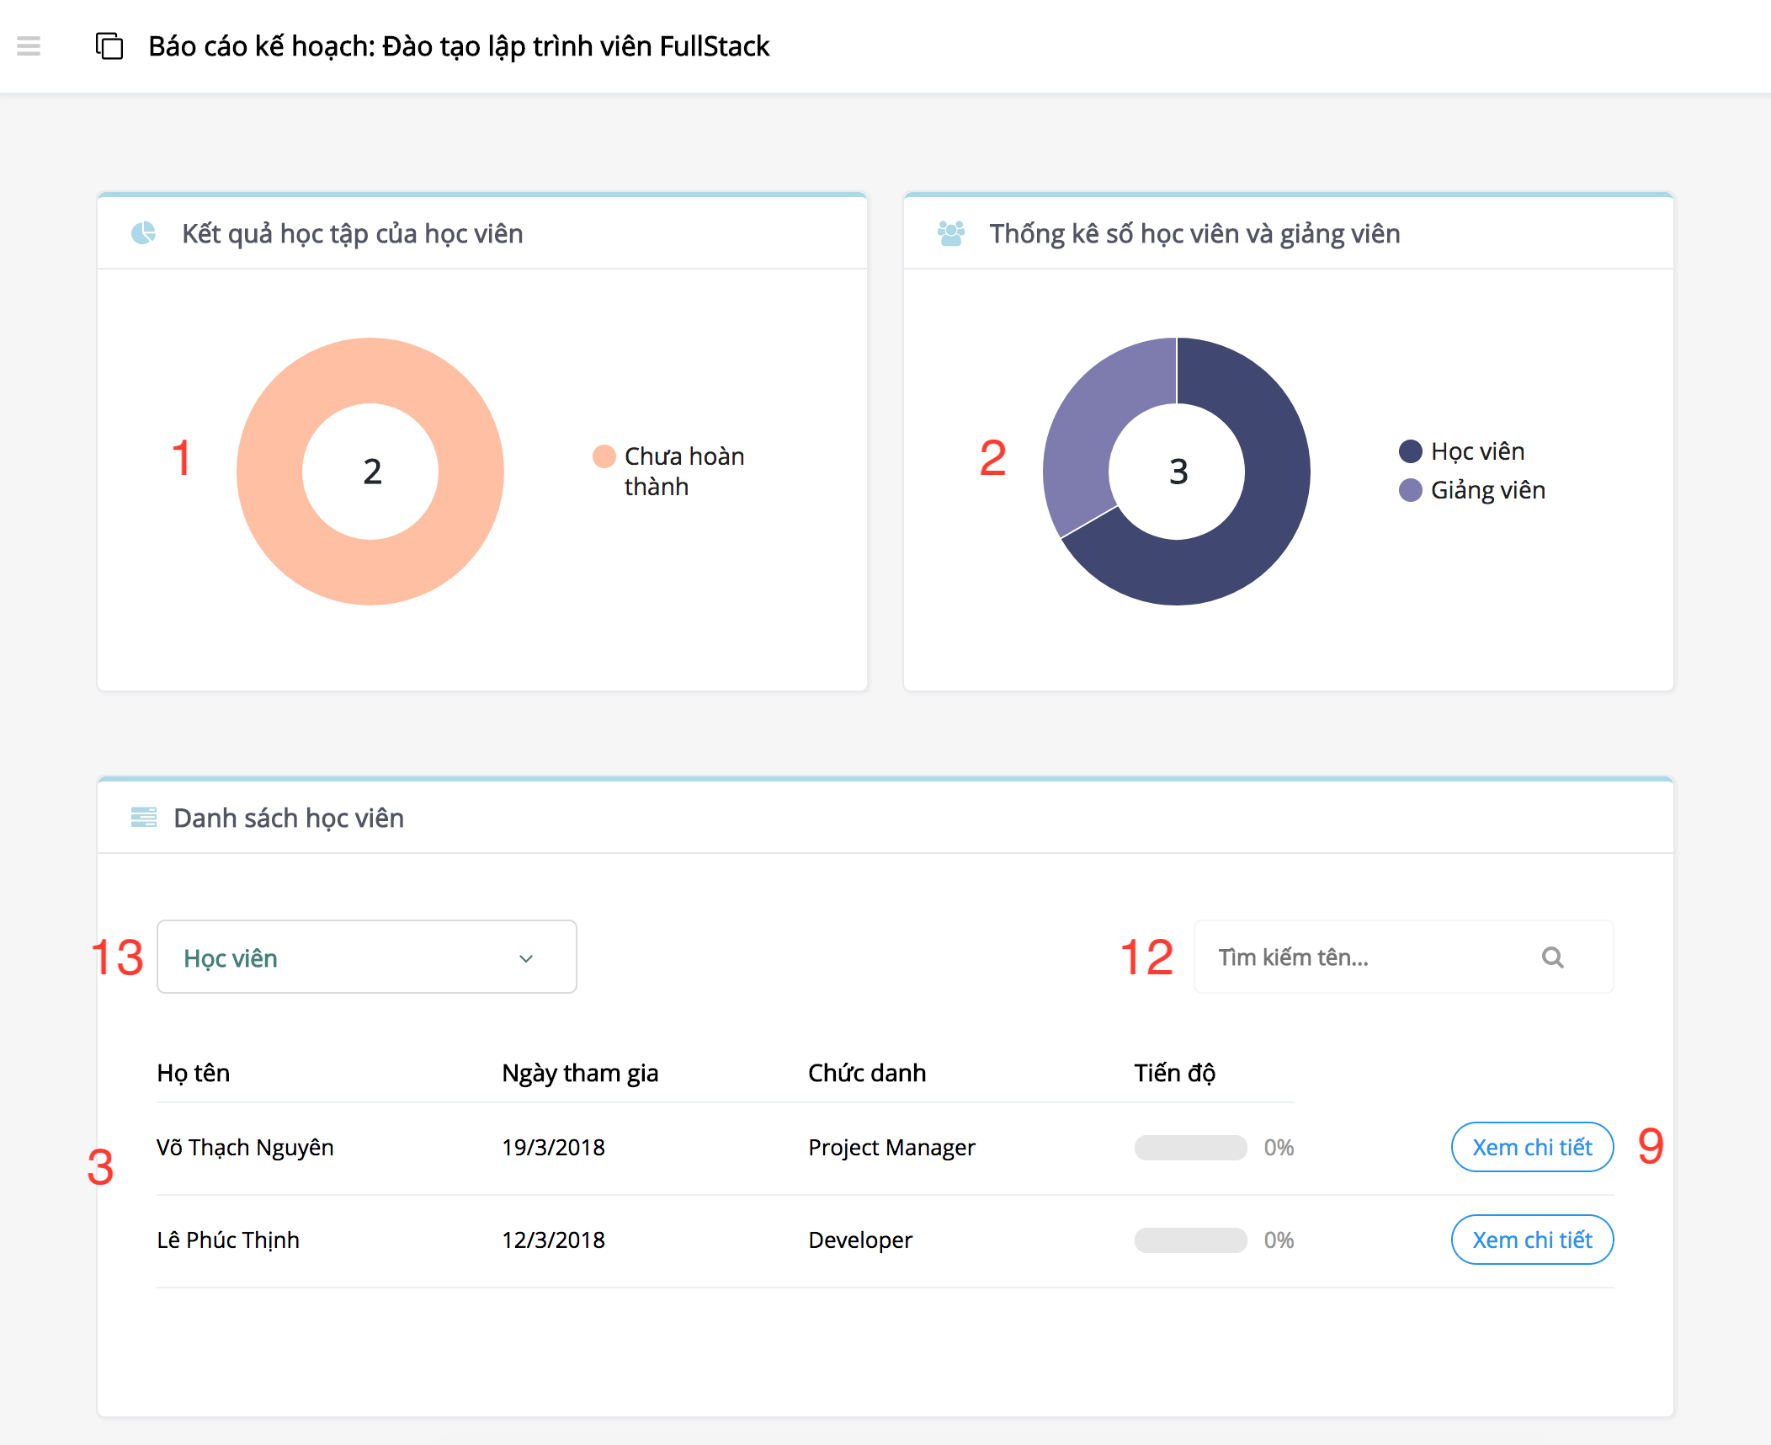 Báo cáo kế hoạch: Đào tạo lập trình viên FullStack
Kết quả học tập của học viên
1
2
Chưa hoàn
thành
Thống kê số học viên và giảng viên
2
3
Học viên
Giảng viên
Danh sách học viên
13
Học viên
12
Tìm kiếm tên...
Họ tên Ngày tham gia Chức danh Tiến độ
3
Võ Thạch Nguyên 19/3/2018 Project Manager 0% Xem chi tiết 9
Lê Phúc Thịnh 12/3/2018 Developer 0% Xem chi tiết